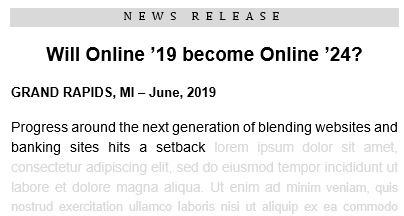 NEWS RELEASE
Will Online ’19 become Online ’24?
GRAND RAPIDS, MI – June, 2019
Progress around the next generation of blending websites and
banking sites hits a setback lorem ipsum dolor sit amet,
consectetur adipiscing elit, sed do eiusmod tempor incididunt ut
labore et dolore magna aliqua. Ut enim ad minim veniam, quis
nostrud exercitation ullamco laboris nisi ut aliquip ex ea commodo